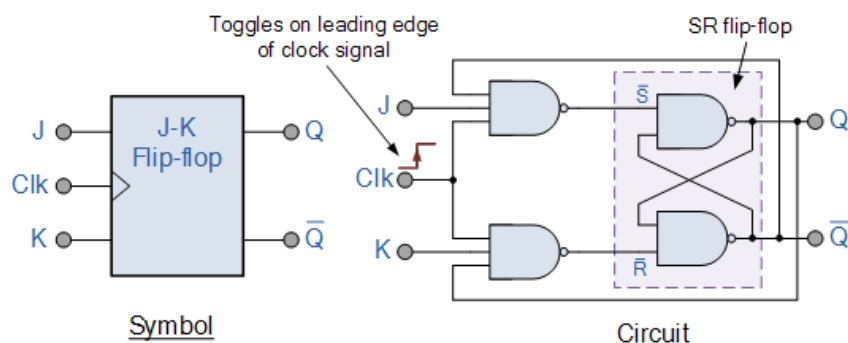 Toggles on leading edge
of clock signal
SR flip-flop
J
Clk
K
J-K
Flip-flop
Q
Q̅
Symbol
J
Clk
K
S̅
R̅
Q
Q̅
Circuit